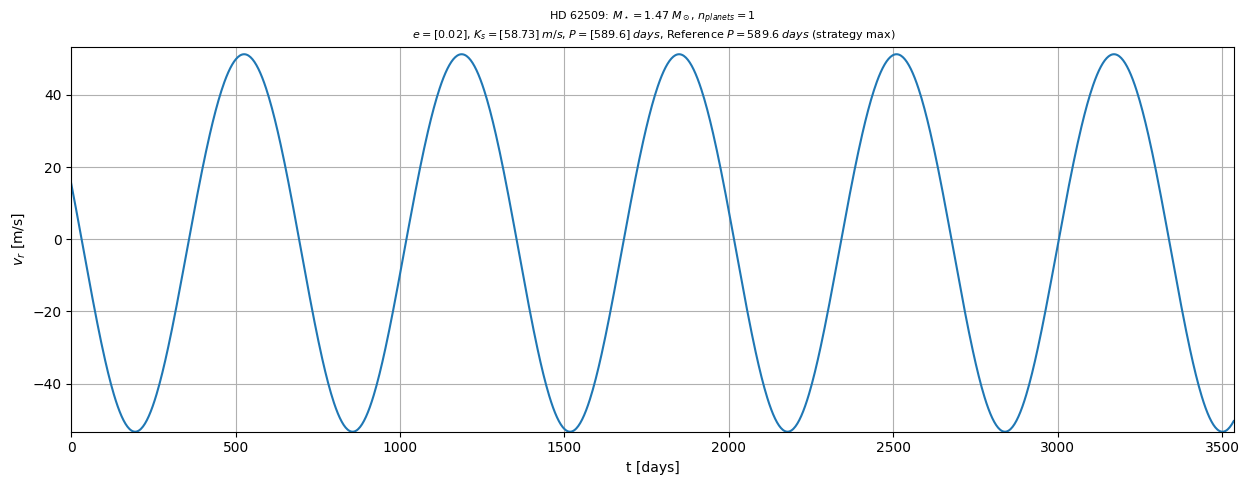 HD 62509: $M_\star = 1.47\ M_\odot$, $n_{planets} = 1$
$e = [0.02]$, $K_s = [58.73]\ m/s$, $P = [589.6]\ days$, Reference $P = 589.6\ days$ (strategy max)
40
20
0
−20
−40
$v_r$ [m/s]
0 500 1000 1500 2000 2500 3000 3500
t [days]